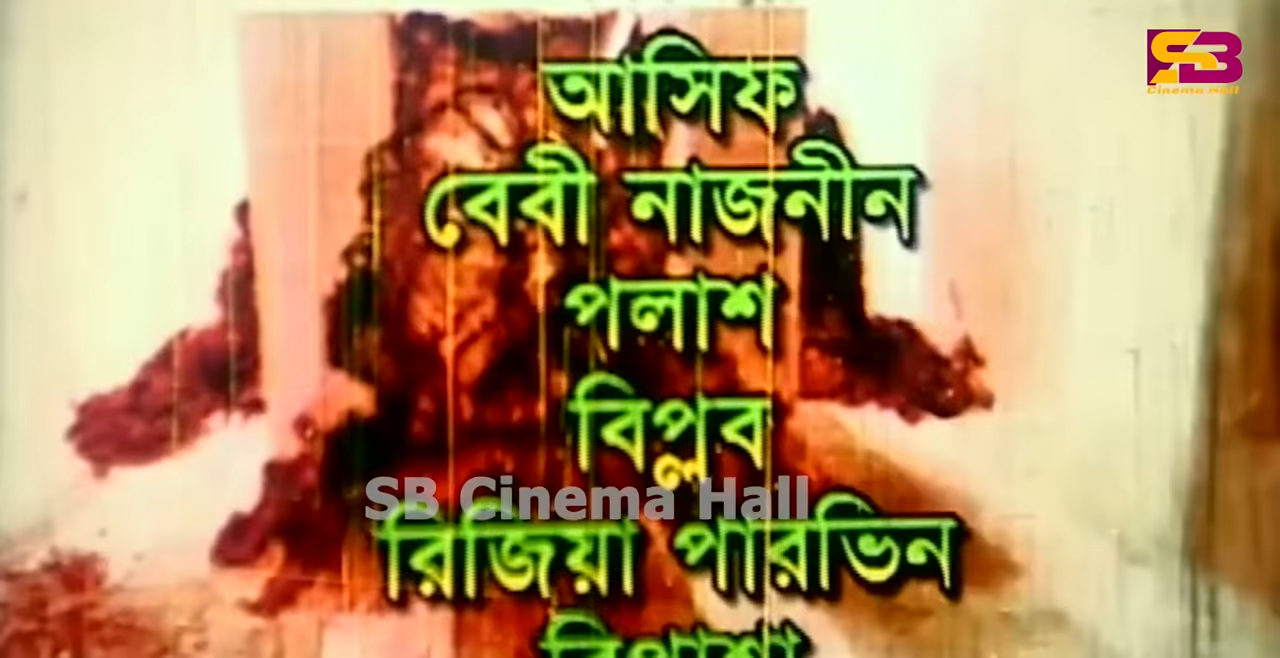 আসিফ
বেবী নাজনীন
পলাশ
বিপ্লব
রিজিয়া পারভিন
বিপাশা
SB Cinema Hall
SB
Cinema Hall